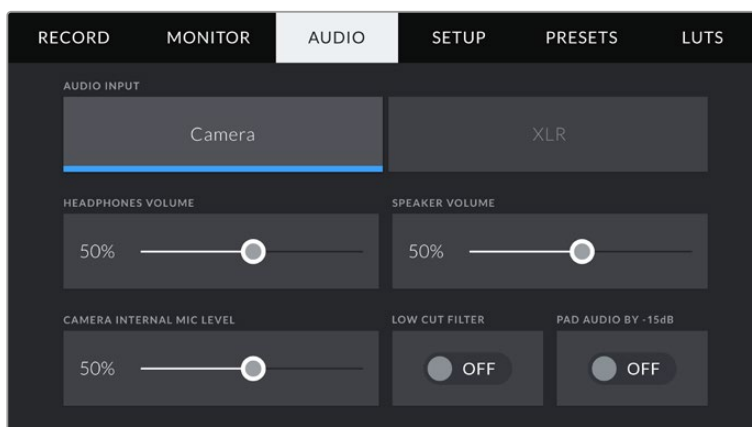 RECORD MONITOR AUDIO SETUP PRESETS LUTS
AUDIO INPUT
Camera XLR
HEADPHONES VOLUME SPEAKER VOLUME
50% 50%
CAMERA INTERNAL MIC LEVEL LOW CUT FILTER PAD AUDIO BY -15dB
50% OFF OFF